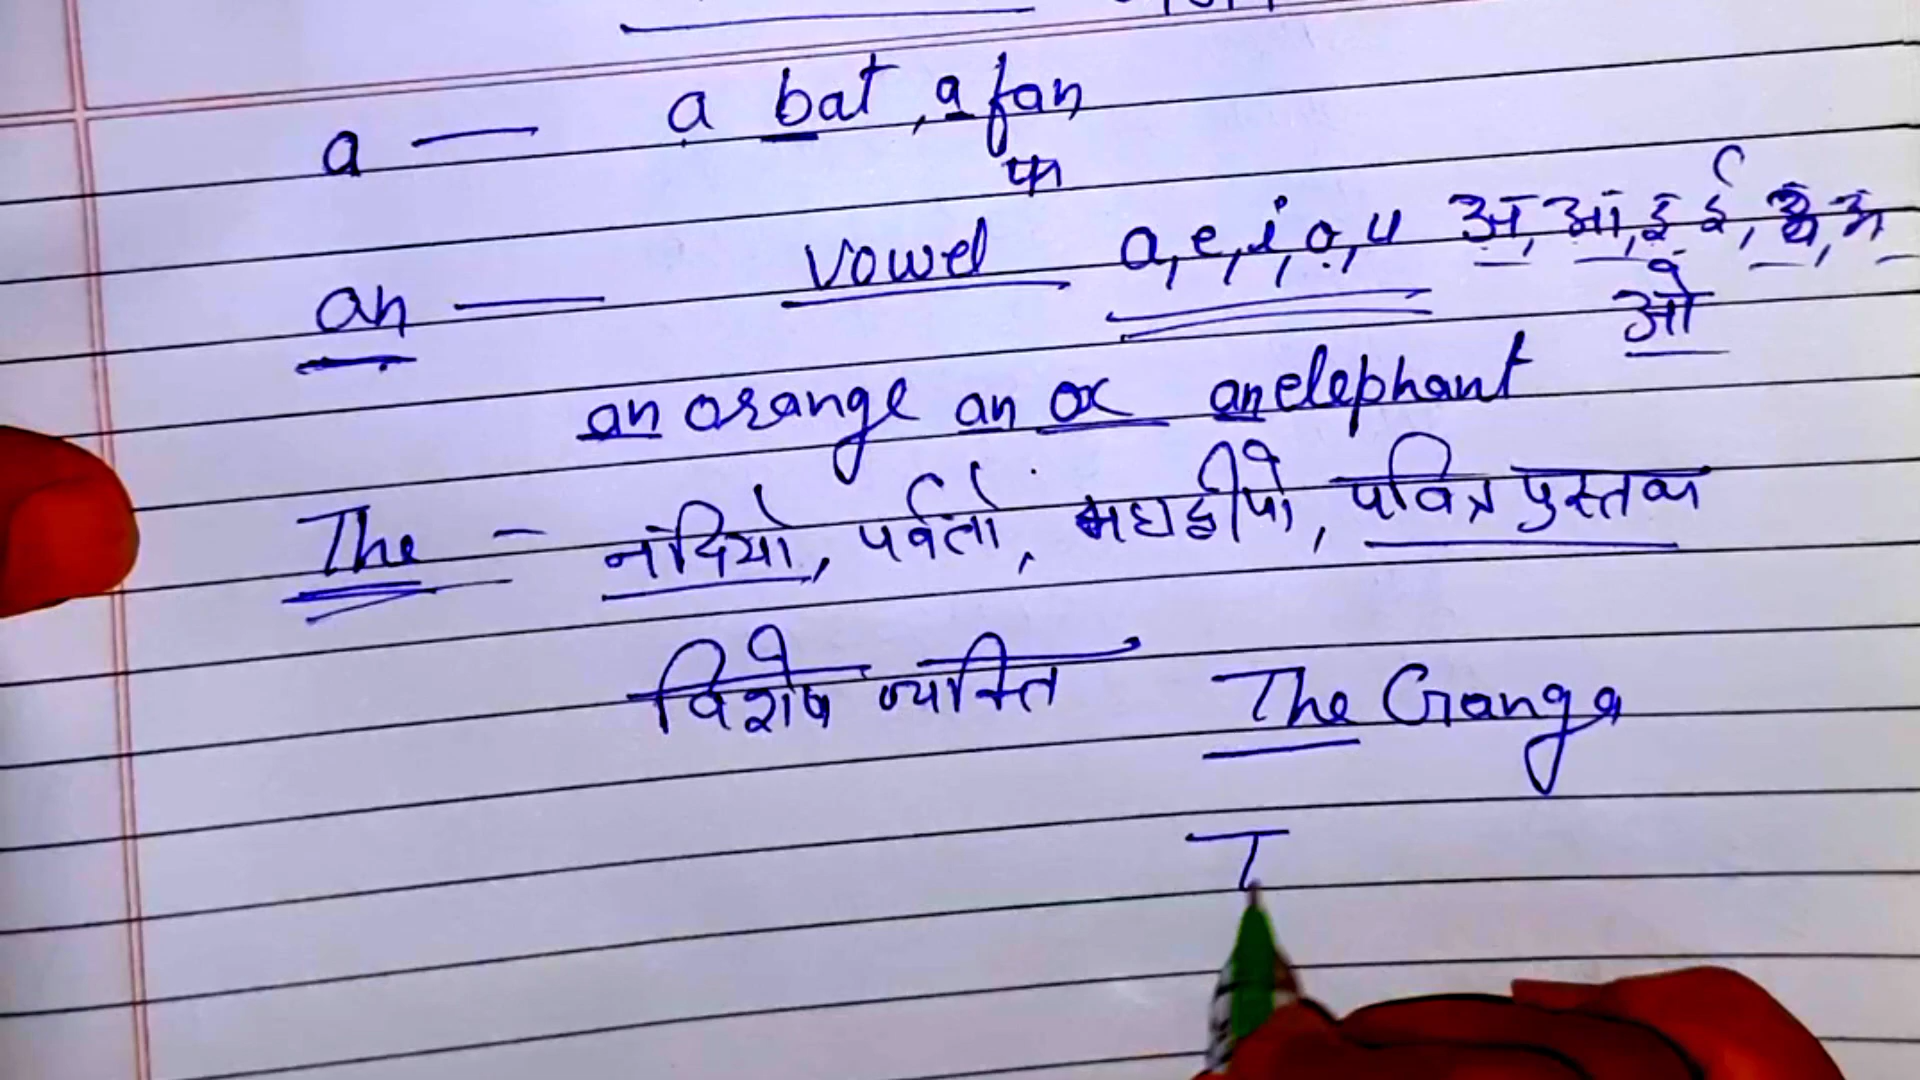 a — a bat, a fan
फ
an — vowel a, e, i, o, u अ, आ, इ ई, उ, ऊ
ओ
an orange an ox an elephant
The - नदियो, पर्वतो, महाद्वीपो, पवित्र पुस्तक
विशेष व्यक्ति The Ganga
T